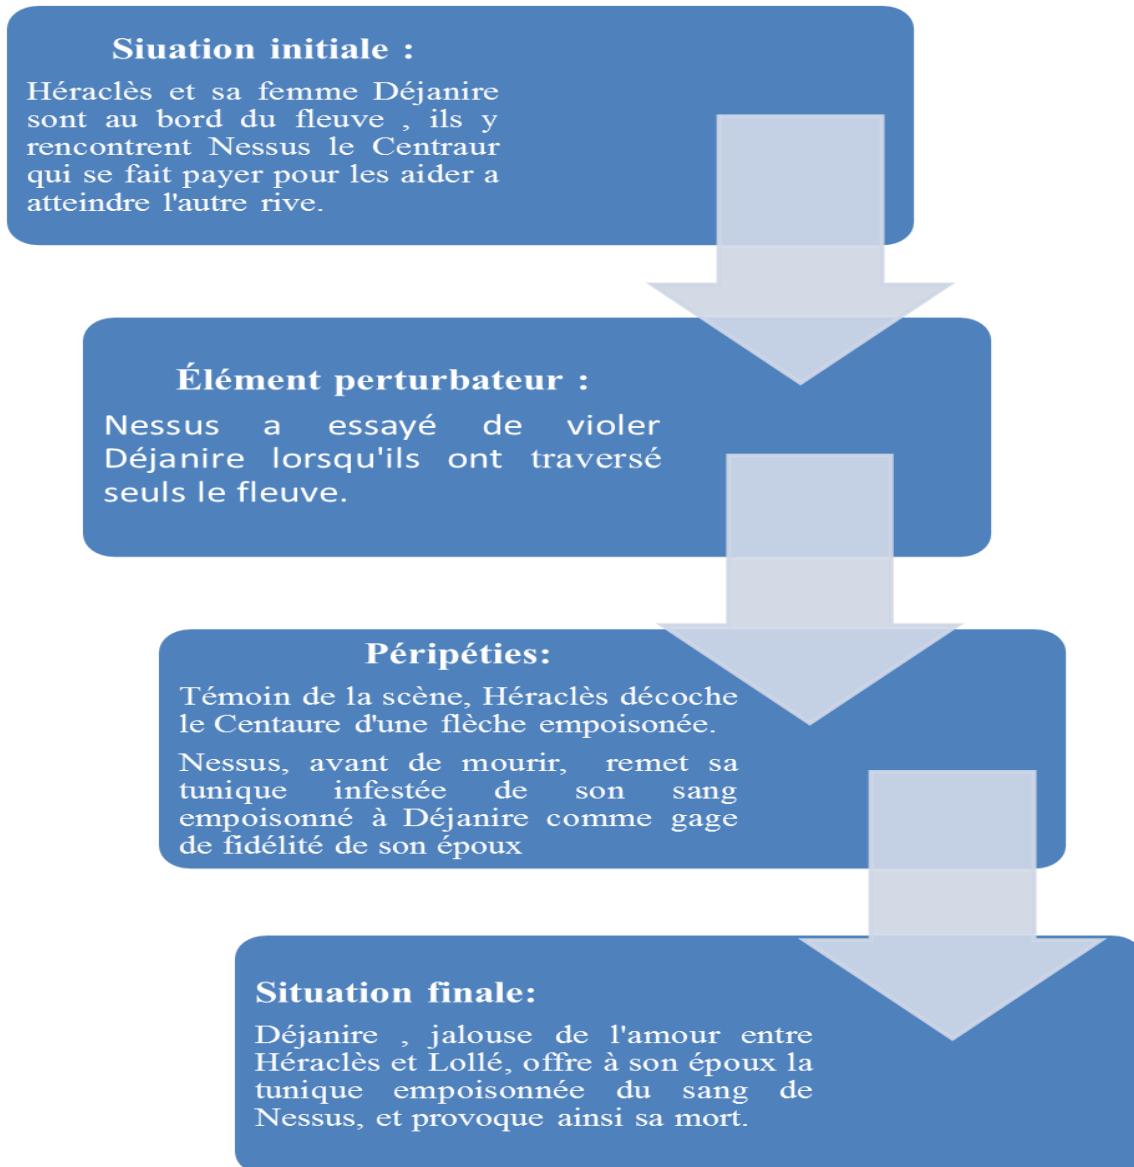 Siuation initiale :
Héraclès et sa femme Déjanire
sont au bord du fleuve , ils y
rencontrent Nessus le Centraur
qui se fait payer pour les aider a
atteindre l'autre rive.
Élément perturbateur :
Nessus a essayé de violer
Déjanire lorsqu'ils ont traversé
seuls le fleuve.
Péripéties:
Témoin de la scène, Héraclès décoche
le Centaure d'une flèche empoisonée.
Nessus, avant de mourir, remet sa
tunique infestée de son sang
empoisonné à Déjanire comme gage
de fidélité de son époux
Situation finale:
Déjanire , jalouse de l'amour entre
Héraclès et Lollé, offre à son époux la
tunique empoisonnée du sang de
Nessus, et provoque ainsi sa mort.